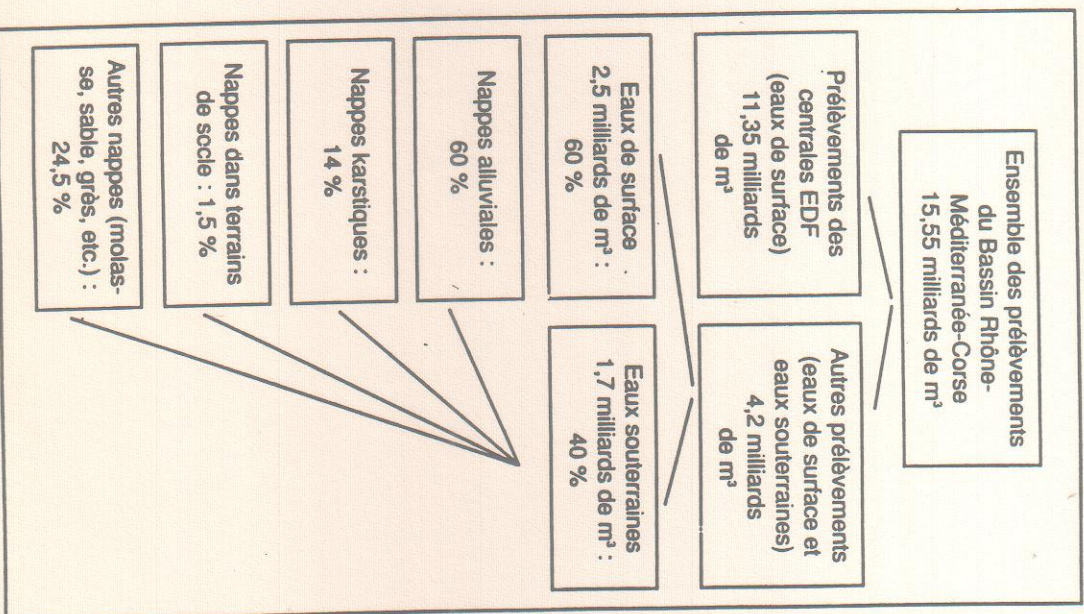 Ensemble des prélèvements
du Bassin Rhône-
Méditerranée-Corse
15,55 milliards de m³
Prélèvements des
centrales EDF
(eaux de surface)
11,35 milliards
de m³
Autres prélèvements
(eaux de surface et
eaux souterraines)
4,2 milliards
de m³
Eaux de surface
2,5 milliards de m³ :
60 %
Eaux souterraines
1,7 milliards de m³ :
40 %
Nappes alluviales :
60 %
Nappes karstiques :
14 %
Nappes dans terrains
de socle : 1,5 %
Autres nappes (molas-
se, sable, grès, etc.) :
24,5 %